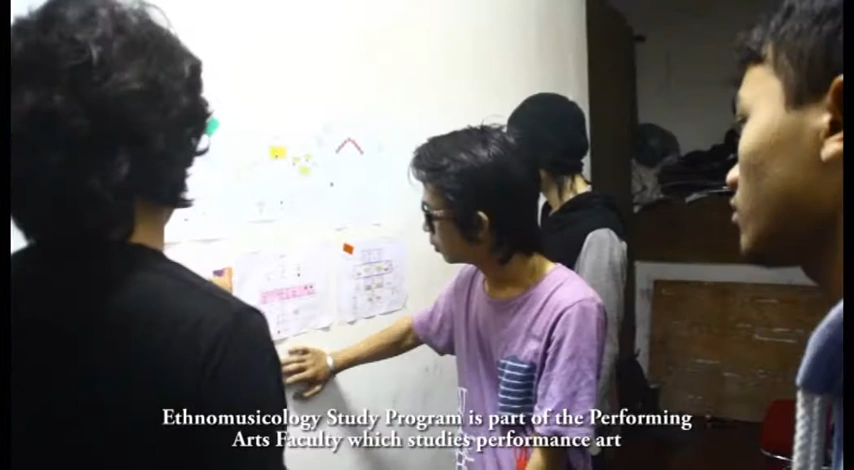 Ethnomusicology Study Program is part of the Performing
Arts Faculty which studies performance art